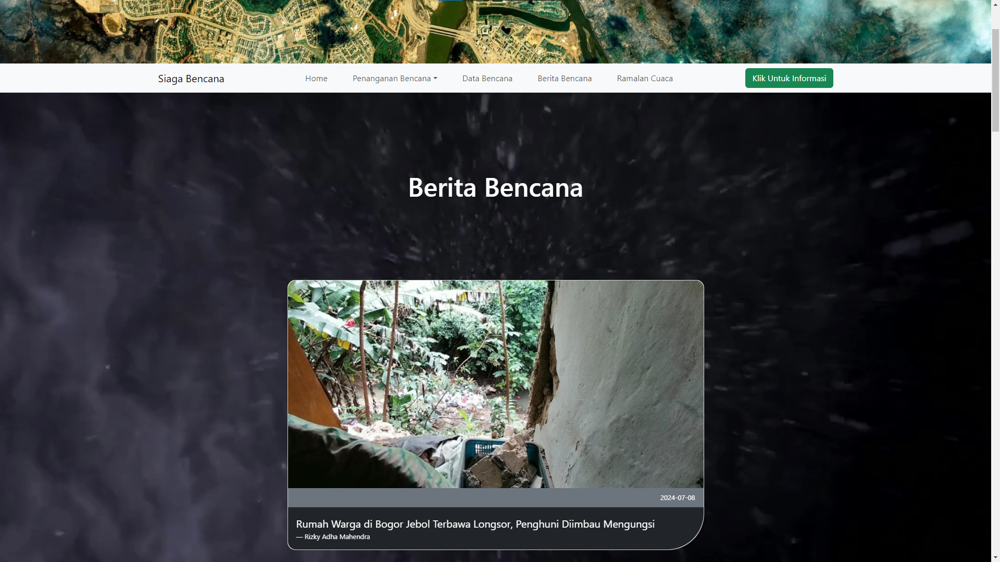 Siaga Bencana
Home
Penanganan Bencana
Data Bencana
Berita Bencana
Ramalan Cuaca
Klik Untuk Informasi
Berita Bencana
2024-07-08
Rumah Warga di Bogor Jebol Terbawa Longsor, Penghuni Diimbau Mengungsi
— Rizky Adha Mahendra